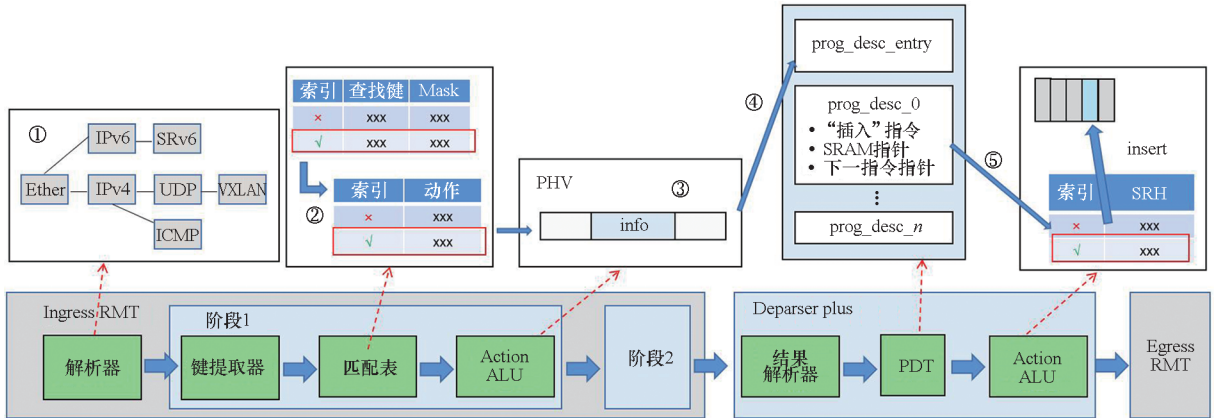 ①
IPv6
SRv6
Ether
IPv4
UDP
VXLAN
ICMP
索引 查找键 Mask
× xxx xxx
√ xxx xxx
②
索引 动作
× xxx
√ xxx
PHV
③
info
④
prog_desc_entry
prog_desc_0
• “插入”指令
• SRAM指针
• 下一指令指针
⋮
prog_desc_n
⑤
insert
索引 SRH
× xxx
√ xxx
Ingress RMT
解析器
阶段1
键提取器
匹配表
Action
ALU
阶段2
Deparser plus
结果
解析器
PDT
Action
ALU
Egress
RMT